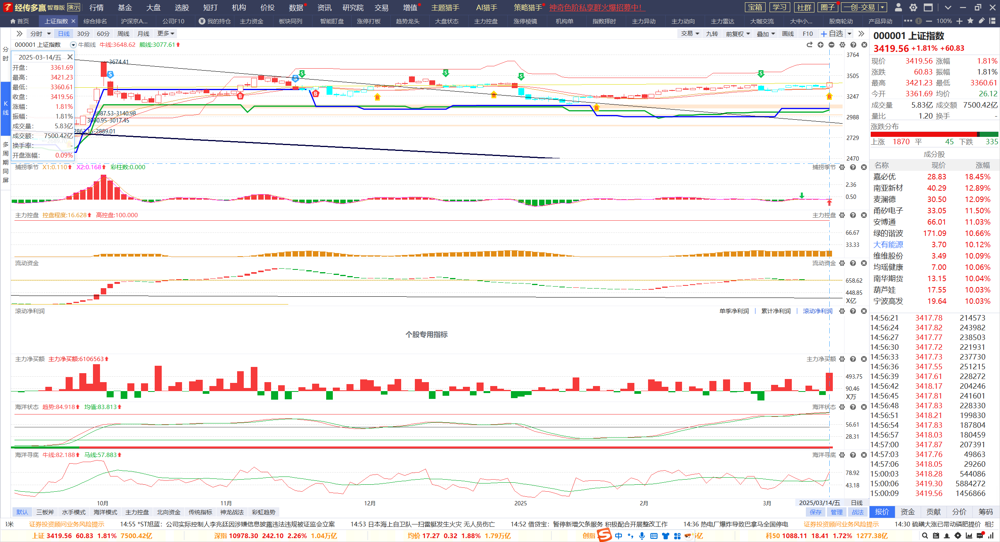 经传多赢 智尊版 演示 行情 基金 大盘 选股 短打 机构 价投 数据 资讯 研究院 交易 增值 主题猎手 AI猎手 策略猎手 神奇色阶私享群火爆招募中! 宝箱 学习 社群 圈子 一创-交易
首页 上证指数 综合排名 沪深京A... 公司F10 我的持仓 主力资金 板块同列 智能盯盘 涨停打板 趋势龙头 大盘状态 主力控盘 涨停棱镜 机构单 指数择时 主力异动 主力动向 主力雷达 大咖交流 大中小... 股商轮动 产品异动 100%
分时 日线 30分 60分 周线 月线 更多 交易 九转 前复权 叠加 画线 F10 自选
分时
K线
多周期同屏
000001 上证指数 牛熊线 牛线:3648.62 熊线:3077.61
2025-03-14/五
开盘: 3361.69
最高: 3421.23
最低: 3360.61
收盘: 3419.56
涨幅: 1.81%
振幅: 1.81%
成交量: 5.83亿
成交额: 7500.42亿
换手率: -
开盘涨幅: 0.09%
3674.41
3087.53-3140.98
3000.95-3017.45
2863.13-2889.01
2689.70
3764
3505
3247
2988
2729
2470
捕捞季节 X1:0.110 X2:0.168 彩柱数:0.000 捕捞季节
2.36
0.50
主力控盘 控盘程度:16.628 高控盘:100.000 主力控盘
66.67
33.33
流动资金 流动资金
658.62
448.85
X亿
滚动净利润 单季净利润 累计净利润 滚动净利润
个股专用指标
主力净买额 主力净买额:6106563 主力净买额
493.75
90.46
X万
海洋状态 趋势:84.918 均值:83.813 海洋状态
56.61
28.31
海洋寻底 牛线:82.188 马线:57.883 海洋寻底
78.92
43.18
10月 11月 12月 2025 2月 3月 2025/03/14/五 日线
默认 三板斧 水手模式 海洋模式 主力控盘 北向资金 传统指标 神龙战法 彩虹趋势 保存 管理 战法
000001 上证指数
3419.56 +1.81% +60.83
现价 3419.56 涨幅 1.81%
涨跌 60.83 振幅 1.81%
最高 3421.23 最低 3360.61
今开 3361.69 均价 26.12
成交量 5.83亿 成交额 7500.42亿
量比 1.20 换手 -
涨跌分布
上涨 1870 平 45 下跌 335
成分股
名称 现价 涨幅
嘉必优 28.83 18.45%
南亚新材 40.29 12.89%
麦澜德 30.50 12.09%
甬矽电子 33.05 11.50%
安博通 66.01 11.03%
绿的谐波 171.09 10.66%
大有能源 3.70 10.12%
维维股份 3.49 10.09%
均瑶健康 7.00 10.06%
南华期货 13.15 10.04%
葫芦娃 17.55 10.03%
宁波高发 19.64 10.03%
14:56:21 3417.78 214573
14:56:24 3417.82 243982
14:56:27 3417.77 238503
14:56:30 3417.72 221931
14:56:33 3417.73 237730
14:56:36 3417.55 251215
14:56:39 3417.61 228272
14:56:42 3418.17 204246
14:56:45 3417.81 241601
14:56:48 3417.83 228330
14:56:51 3418.21 199830
14:56:54 3417.83 187804
14:56:57 3418.03 180459
14:57:00 3417.87 207391
14:57:03 3417.76 49863
14:57:06 3418.05 29260
15:00:03 3418.28 544086
15:00:06 3419.30 5884272
15:00:09 3419.56 1456866
报价 资金 贡献 分价 筹码
米 证券投资顾问业务风险提示 14:55 *ST旭蓝：公司实际控制人李兆廷因涉嫌信息披露违法违规被证监会立案 14:53 日本海上自卫队一扫雷艇发生火灾 无人员伤亡 14:52 借贷宝：暂停新增欠条服务 积极配合开展整改工作 14:36 热电厂爆炸导致巴拿马全国停电 证券投资顾问业务风险提示 14:30 硫磺大涨已带动磷肥提价
上证 3419.56 60.83 1.81% 7500.42亿 深指 10978.30 242.10 2.26% 1.04万亿 均价 17.27 0.32 1.88% 1.79万亿 创指 中 亿 科50 1088.11 18.41 1.72% 1277.38亿